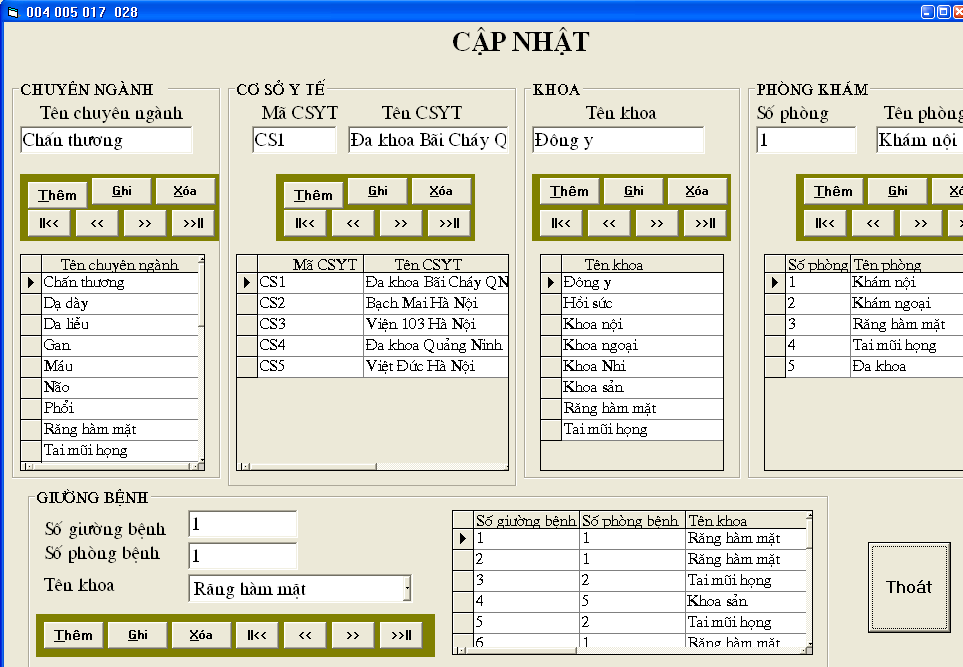 004 005 017 028
CẬP NHẬT
CHUYÊN NGÀNH
Tên chuyên ngành
Chấn thương
Thêm Ghi Xóa
II<< << >> >>II
Tên chuyên ngành
Chấn thương
Dạ dày
Da liễu
Gan
Máu
Não
Phổi
Răng hàm mặt
Tai mũi họng
CƠ SỞ Y TẾ
Mã CSYT Tên CSYT
CS1 Đa khoa Bãi Cháy Q
Thêm Ghi Xóa
II<< << >> >>II
Mã CSYT Tên CSYT
CS1 Đa khoa Bãi Cháy QN
CS2 Bạch Mai Hà Nội
CS3 Viện 103 Hà Nội
CS4 Đa khoa Quảng Ninh
CS5 Việt Đức Hà Nội
KHOA
Tên khoa
Đông y
Thêm Ghi Xóa
II<< << >> >>II
Tên khoa
Đông y
Hồi sức
Khoa nội
Khoa ngoại
Khoa Nhi
Khoa sản
Răng hàm mặt
Tai mũi họng
PHÒNG KHÁM
Số phòng Tên phòng
1 Khám nội
Thêm Ghi Xó
II<< << >> >
Số phòng Tên phòng
1 Khám nội
2 Khám ngoại
3 Răng hàm mặt
4 Tai mũi họng
5 Đa khoa
GIƯỜNG BỆNH
Số giường bệnh 1
Số phòng bệnh 1
Tên khoa Răng hàm mặt
Thêm Ghi Xóa II<< << >> >>II
Số giường bệnh Số phòng bệnh Tên khoa
1 1 Răng hàm mặt
2 1 Răng hàm mặt
3 2 Tai mũi họng
4 5 Khoa sản
5 2 Tai mũi họng
6 1 Răng hàm mặt
Thoát